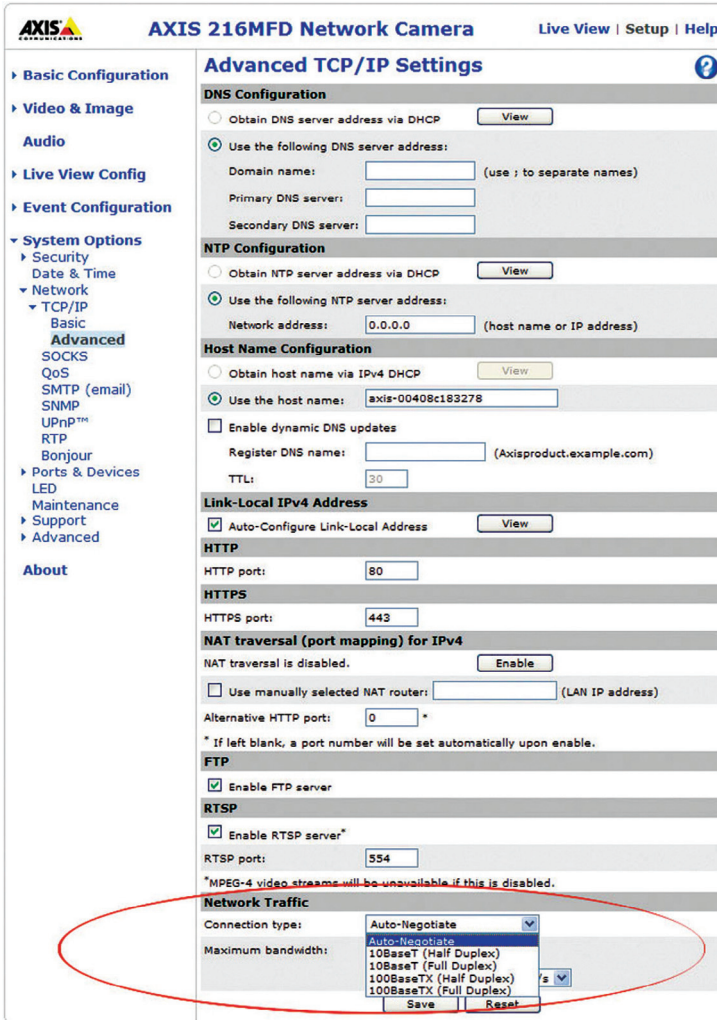 AXIS
COMMUNICATIONS
AXIS 216MFD Network Camera
Live View | Setup | Help
Basic Configuration
Video & Image
Audio
Live View Config
Event Configuration
System Options
Security
Date & Time
Network
TCP/IP
Basic
Advanced
SOCKS
QoS
SMTP (email)
SNMP
UPnP™
RTP
Bonjour
Ports & Devices
LED
Maintenance
Support
Advanced
About
Advanced TCP/IP Settings
?
DNS Configuration
Obtain DNS server address via DHCP View
Use the following DNS server address:
Domain name: (use ; to separate names)
Primary DNS server:
Secondary DNS server:
NTP Configuration
Obtain NTP server address via DHCP View
Use the following NTP server address:
Network address: 0.0.0.0 (host name or IP address)
Host Name Configuration
Obtain host name via IPv4 DHCP View
Use the host name: axis-00408c183278
Enable dynamic DNS updates
Register DNS name: (Axisproduct.example.com)
TTL: 30
Link-Local IPv4 Address
Auto-Configure Link-Local Address View
HTTP
HTTP port: 80
HTTPS
HTTPS port: 443
NAT traversal (port mapping) for IPv4
NAT traversal is disabled. Enable
Use manually selected NAT router: (LAN IP address)
Alternative HTTP port: 0 *
* If left blank, a port number will be set automatically upon enable.
FTP
Enable FTP server
RTSP
Enable RTSP server*
RTSP port: 554
*MPEG-4 video streams will be unavailable if this is disabled.
Network Traffic
Connection type: Auto-Negotiate
Maximum bandwidth: Auto-Negotiate
10BaseT (Half Duplex)
10BaseT (Full Duplex)
100BaseTX (Half Duplex) /s
100BaseTX (Full Duplex)
Save Reset